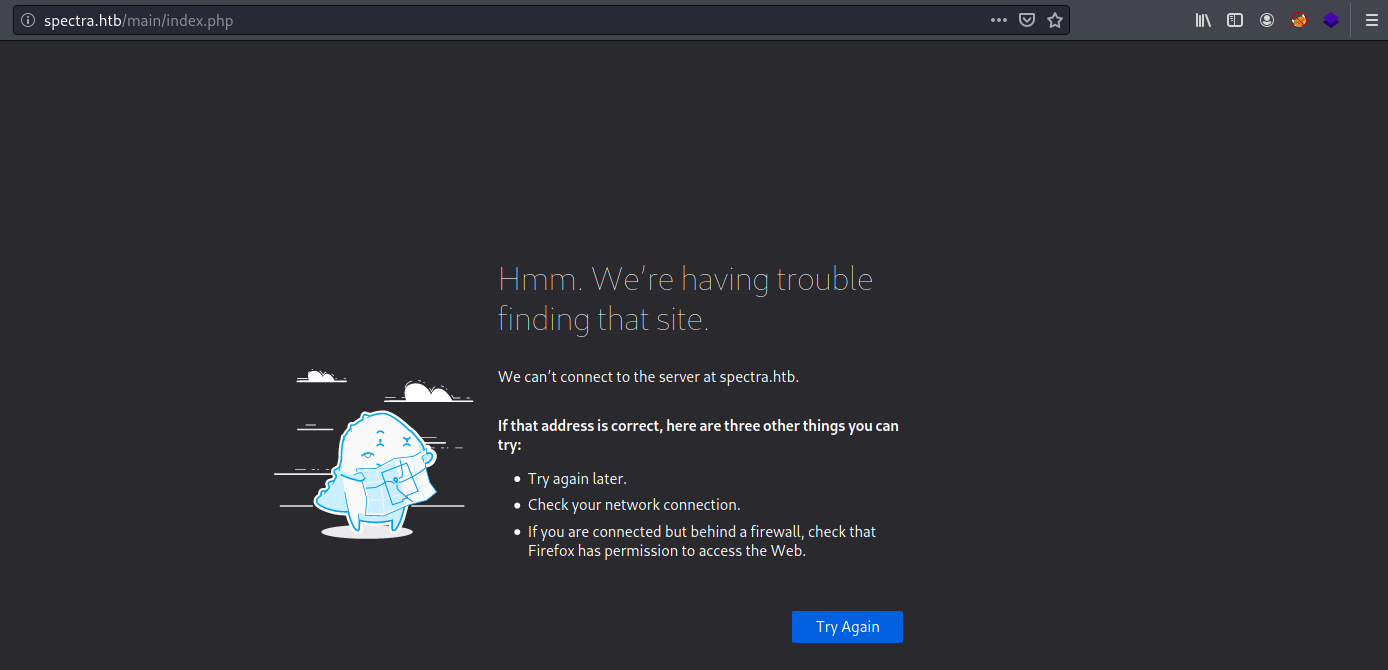 spectra.htb/main/index.php
Hmm. We’re having trouble
finding that site.
We can’t connect to the server at spectra.htb.
If that address is correct, here are three other things you can
try:
• Try again later.
• Check your network connection.
• If you are connected but behind a firewall, check that
Firefox has permission to access the Web.
Try Again